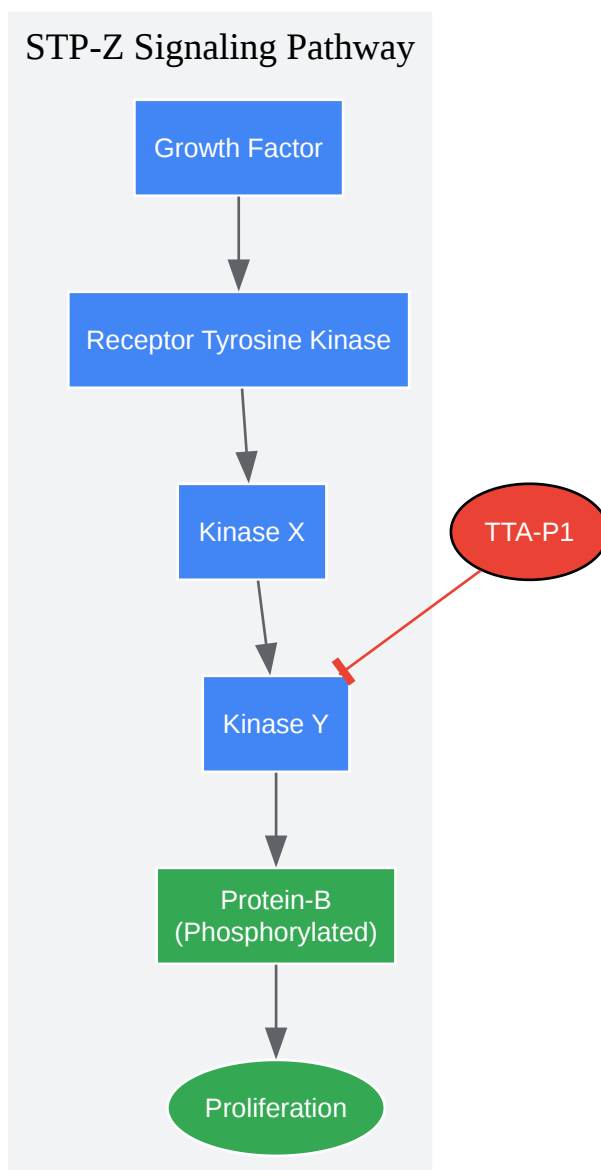 STP-Z Signaling Pathway
Growth Factor
Receptor Tyrosine Kinase
Kinase X
TTA-P1
Kinase Y
Protein-B
(Phosphorylated)
Proliferation